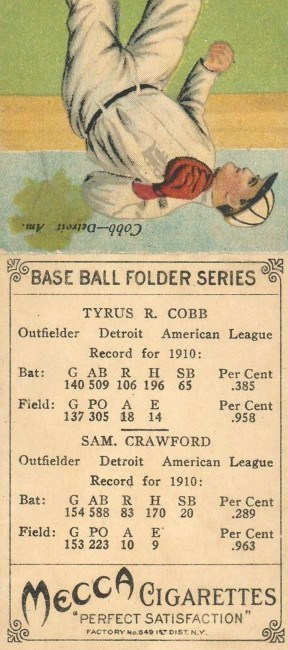 Cobb—Detroit Am.
BASE BALL FOLDER SERIES
TYRUS R. COBB
Outfielder Detroit American League
Record for 1910:
Bat: G AB R H SB Per Cent
140 509 106 196 65 .385
Field: G PO A E Per Cent
137 305 18 14 .958
SAM. CRAWFORD
Outfielder Detroit American League
Record for 1910:
Bat: G AB R H SB Per Cent
154 588 83 170 20 .289
Field: G PO A E Per Cent
153 223 10 9 .963
MECCA CIGARETTES
"PERFECT SATISFACTION"
FACTORY No.649 1ST DIST. N.Y.